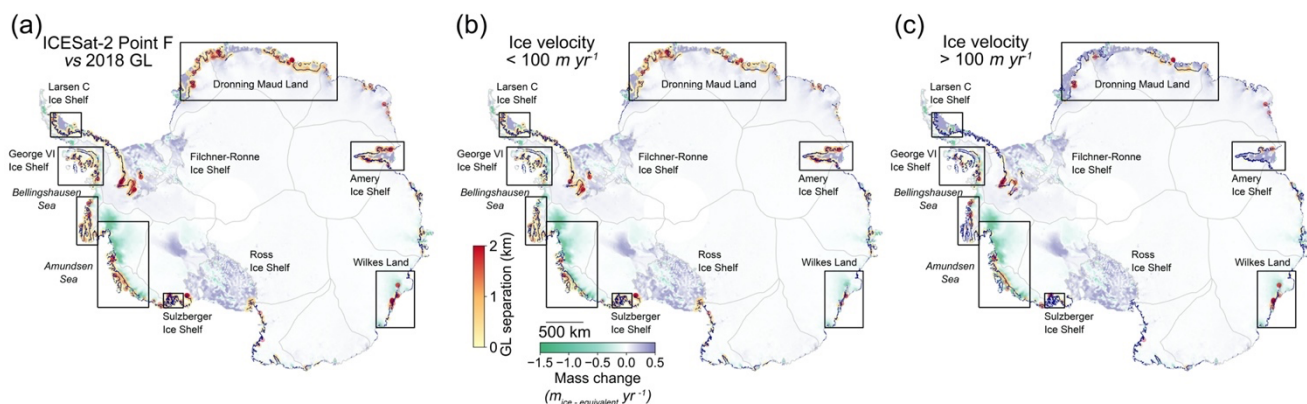 (a)
ICESat-2 Point F
vs 2018 GL
Larsen C
Ice Shelf
Dronning Maud Land
George VI
Ice Shelf
Filchner-Ronne
Ice Shelf
Amery
Ice Shelf
Bellingshausen
Sea
Amundsen
Sea
Ross
Ice Shelf
Wilkes Land
Sulzberger
Ice Shelf
(b)
Ice velocity
< 100 m yr⁻¹
Larsen C
Ice Shelf
Dronning Maud Land
George VI
Ice Shelf
Filchner-Ronne
Ice Shelf
Amery
Ice Shelf
Bellingshausen
Sea
Amundsen
Sea
Ross
Ice Shelf
Wilkes Land
Sulzberger
Ice Shelf
GL separation (km)
2
1
0
500 km
−1.5 −1.0 −0.5 0.0 0.5
Mass change
(m ice - equivalent yr ⁻¹)
(c)
Ice velocity
> 100 m yr⁻¹
Larsen C
Ice Shelf
Dronning Maud Land
George VI
Ice Shelf
Filchner-Ronne
Ice Shelf
Amery
Ice Shelf
Bellingshausen
Sea
Amundsen
Sea
Ross
Ice Shelf
Wilkes Land
Sulzberger
Ice Shelf